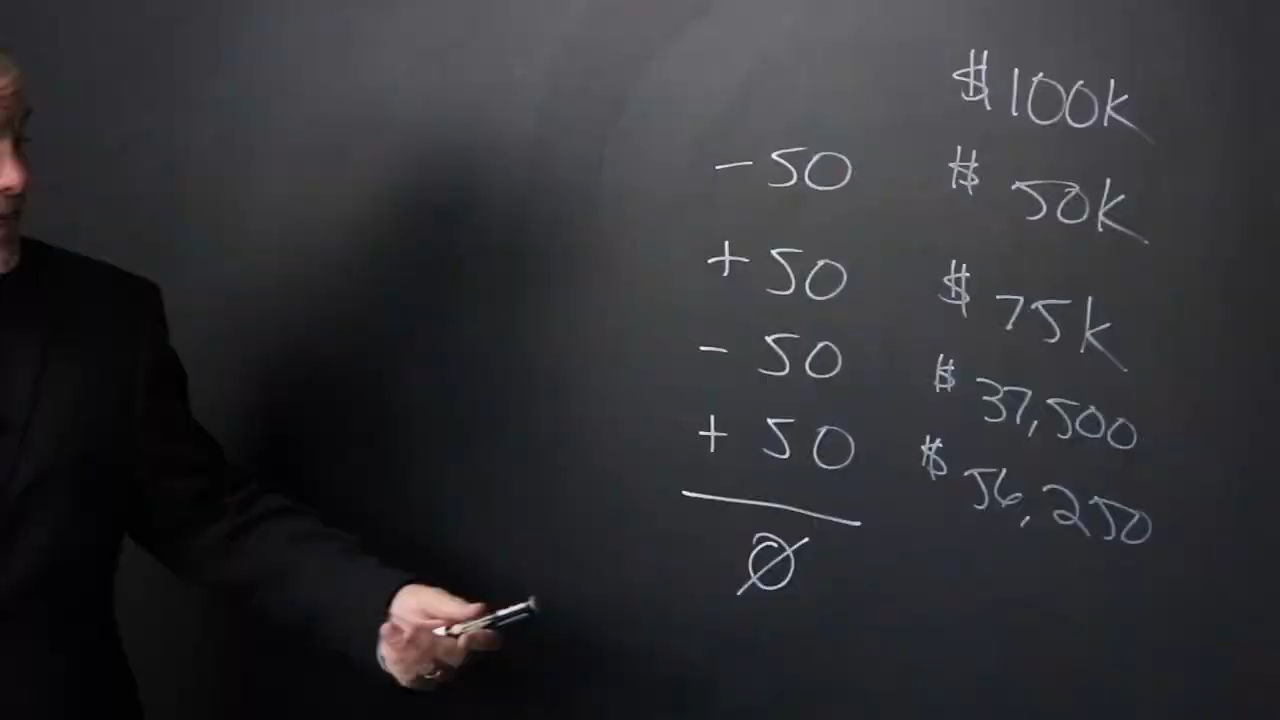 $100k
-50 $ 50k
+50 $ 75k
- 50 $ 37,500
+ 50 $ 56,250
Ø